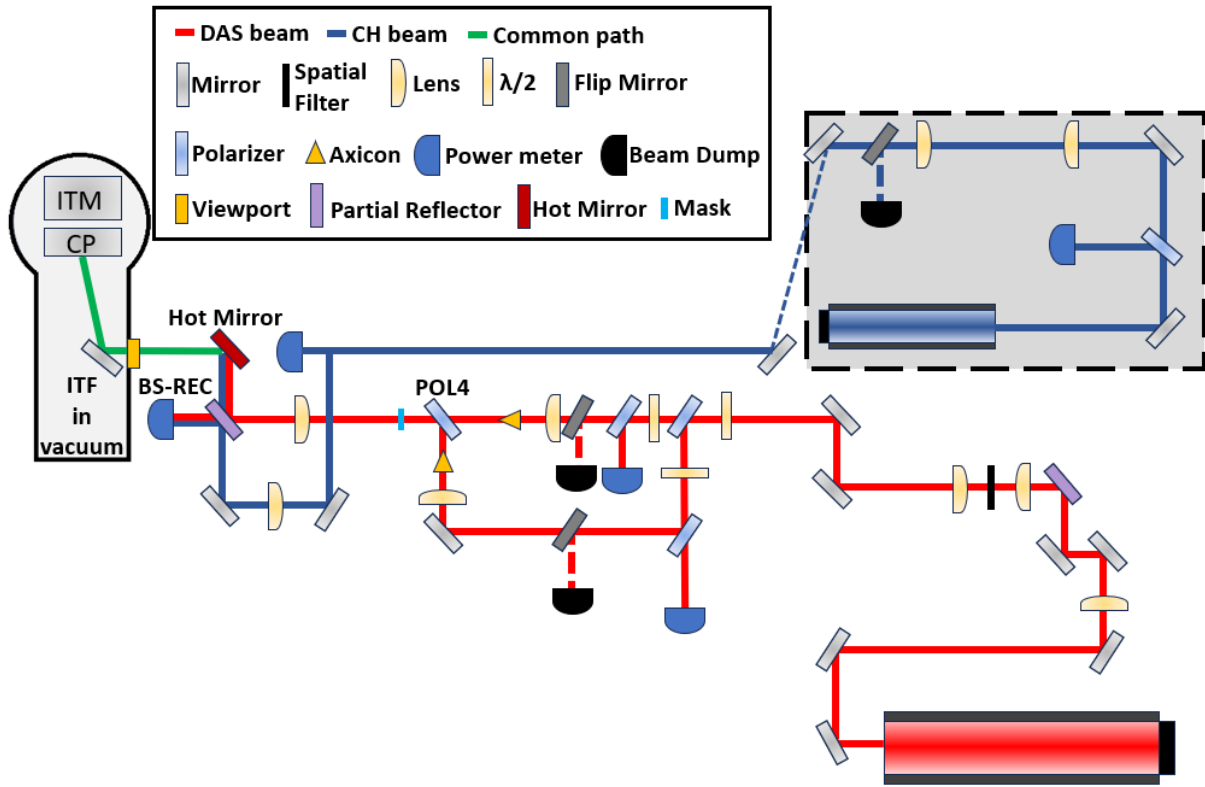 DAS beam CH beam Common path
Mirror Spatial Filter Lens λ/2 Flip Mirror
Polarizer Axicon Power meter Beam Dump
Viewport Partial Reflector Hot Mirror Mask
ITM
CP
Hot Mirror
BS-REC
POL4
ITF
in
vacuum